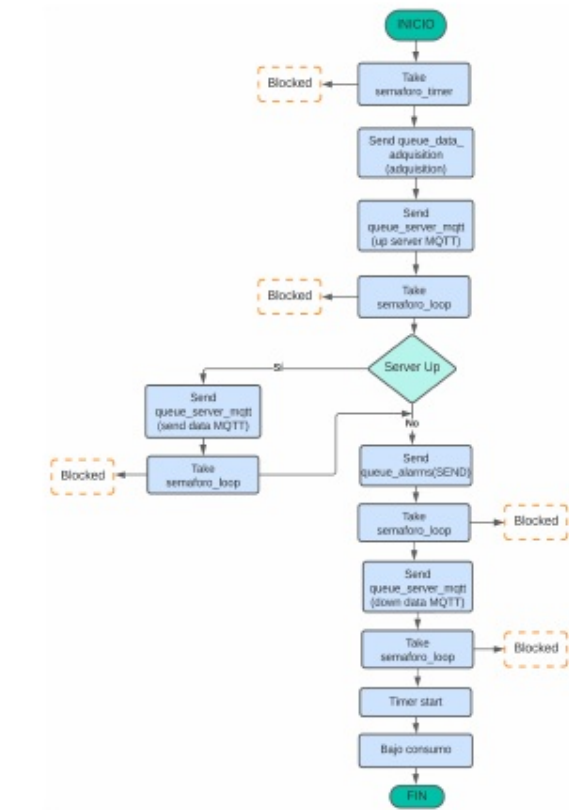 INICIO
Blocked
Take
semaforo_timer
Send queue_data_
adquisition
(adquisition)
Send
queue_server_mqtt
(up server MQTT)
Blocked
Take
semaforo_loop
Server Up
Si
Send
queue_server_mqtt
(send data MQTT)
No
Blocked
Take
semaforo_loop
Send
queue_alarms(SEND)
Take
semaforo_loop
Blocked
Send
queue_server_mqtt
(down data MQTT)
Take
semaforo_loop
Blocked
Timer start
Bajo consumo
FIN